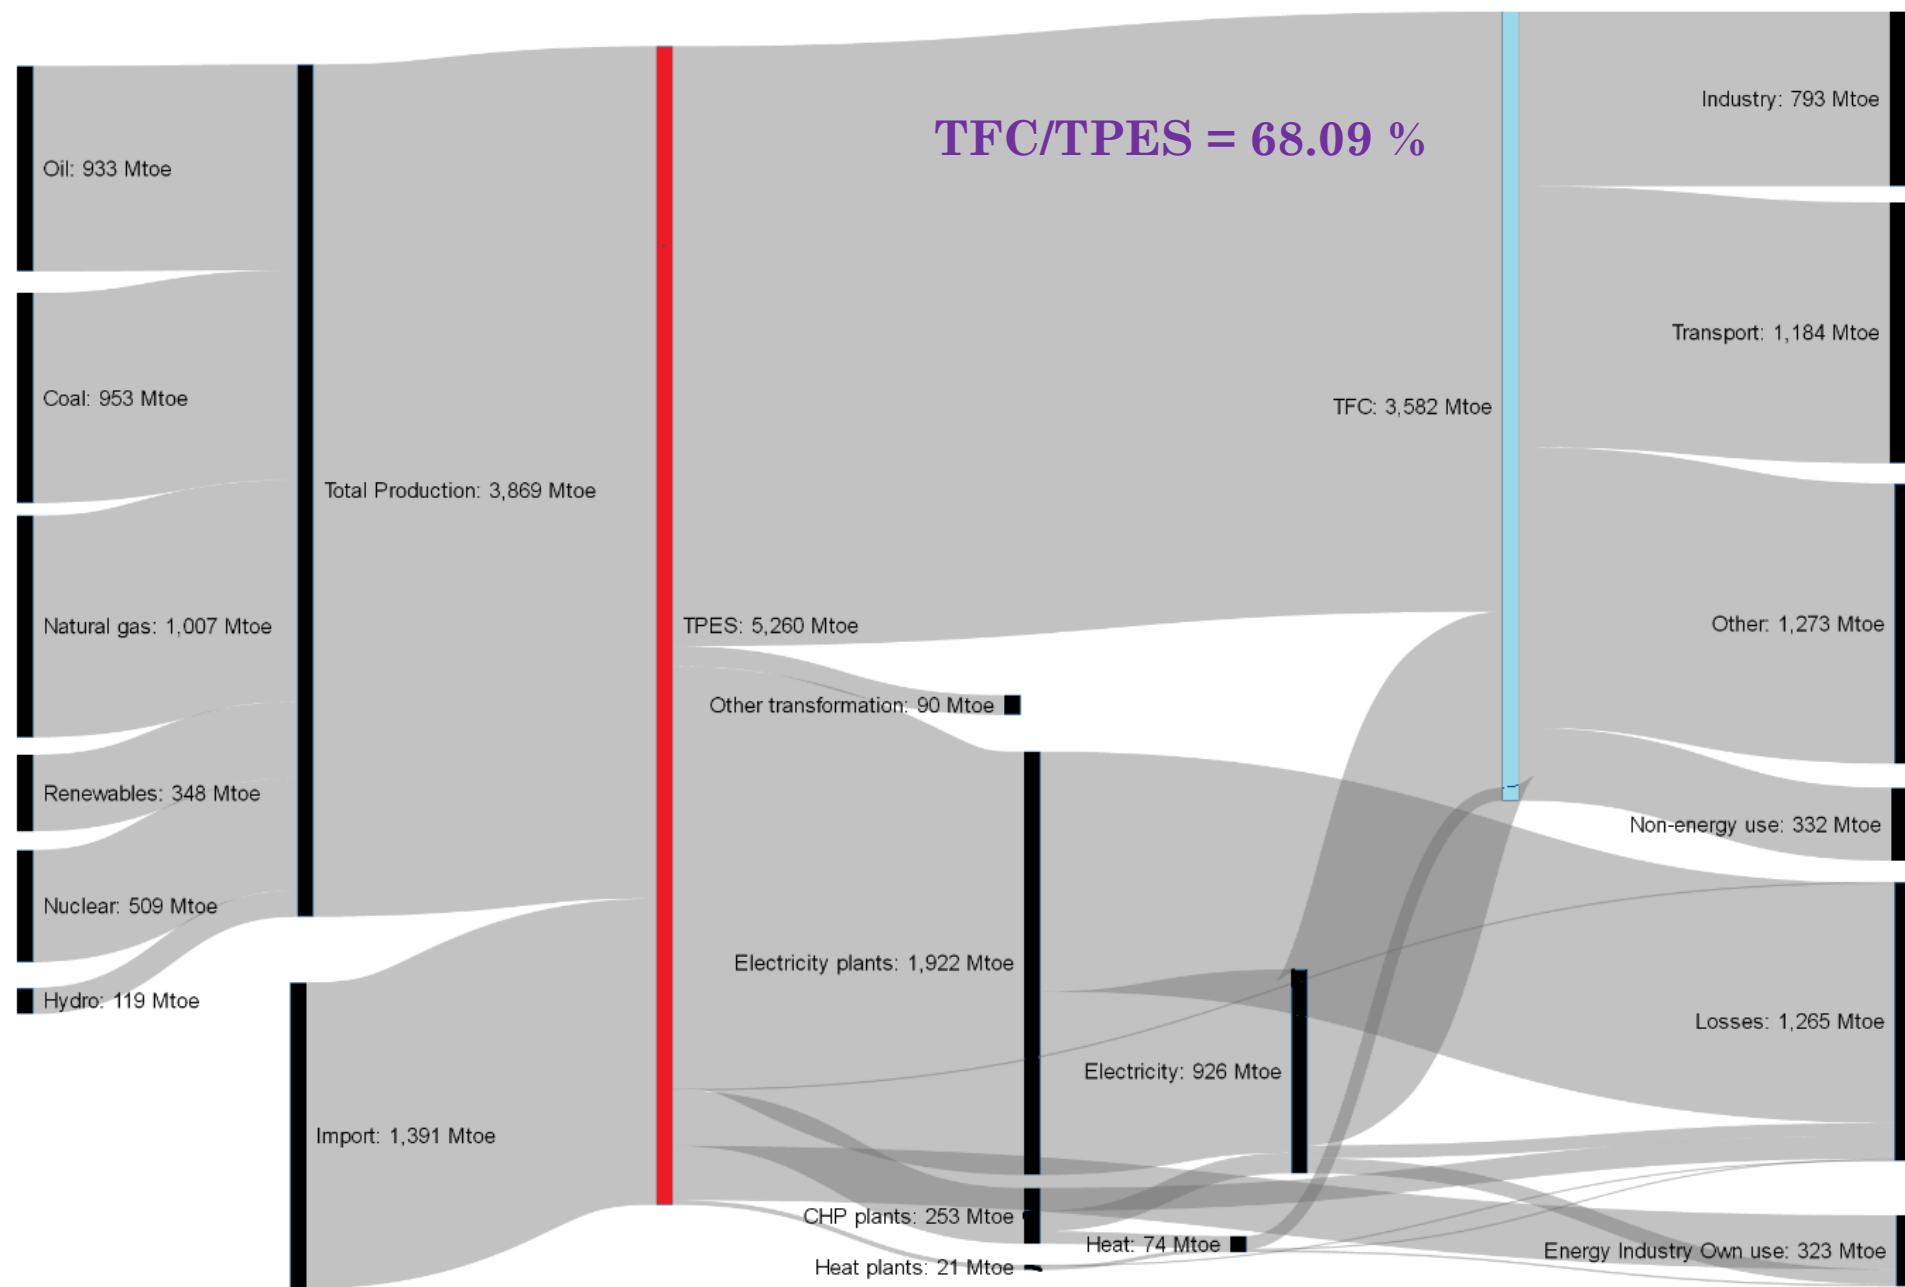 TFC/TPES = 68.09 %
Oil: 933 Mtoe
Coal: 953 Mtoe
Natural gas: 1,007 Mtoe
Renewables: 348 Mtoe
Nuclear: 509 Mtoe
Hydro: 119 Mtoe
Total Production: 3,869 Mtoe
Import: 1,391 Mtoe
TPES: 5,260 Mtoe
Other transformation: 90 Mtoe
Electricity plants: 1,922 Mtoe
CHP plants: 253 Mtoe
Heat plants: 21 Mtoe
Electricity: 926 Mtoe
Heat: 74 Mtoe
TFC: 3,582 Mtoe
Industry: 793 Mtoe
Transport: 1,184 Mtoe
Other: 1,273 Mtoe
Non-energy use: 332 Mtoe
Losses: 1,265 Mtoe
Energy Industry Own use: 323 Mtoe